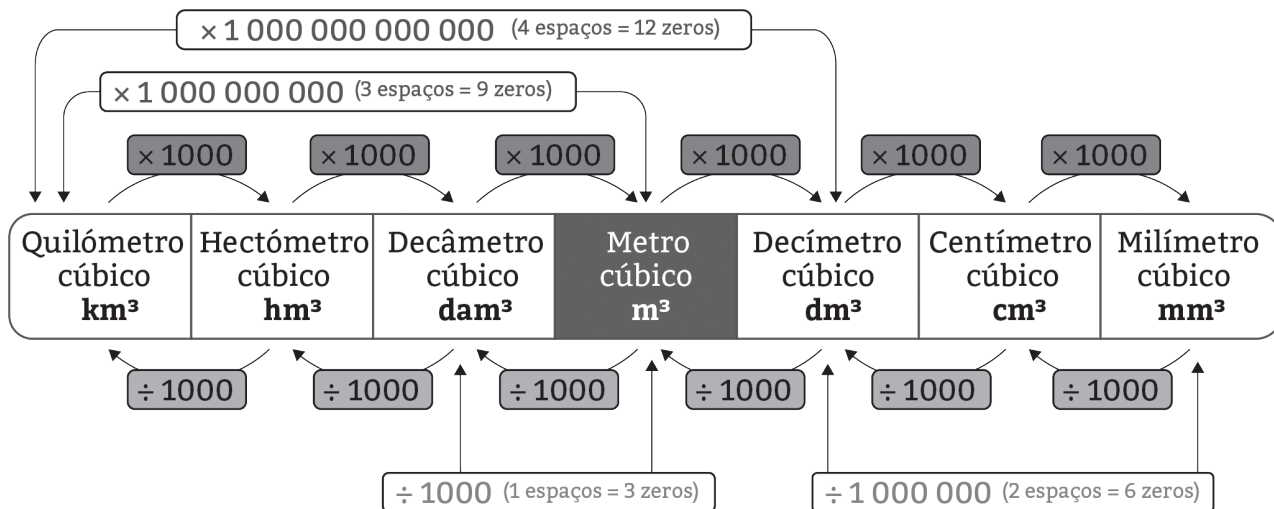 × 1 000 000 000 000 (4 espaços = 12 zeros)
× 1 000 000 000 (3 espaços = 9 zeros)
× 1000 × 1000 × 1000 × 1000 × 1000 × 1000
Quilómetro Hectómetro Decâmetro Metro Decímetro Centímetro Milímetro
cúbico cúbico cúbico cúbico cúbico cúbico cúbico
km³ hm³ dam³ m³ dm³ cm³ mm³
÷ 1000 ÷ 1000 ÷ 1000 ÷ 1000 ÷ 1000 ÷ 1000
÷ 1000 (1 espaços = 3 zeros) ÷ 1 000 000 (2 espaços = 6 zeros)